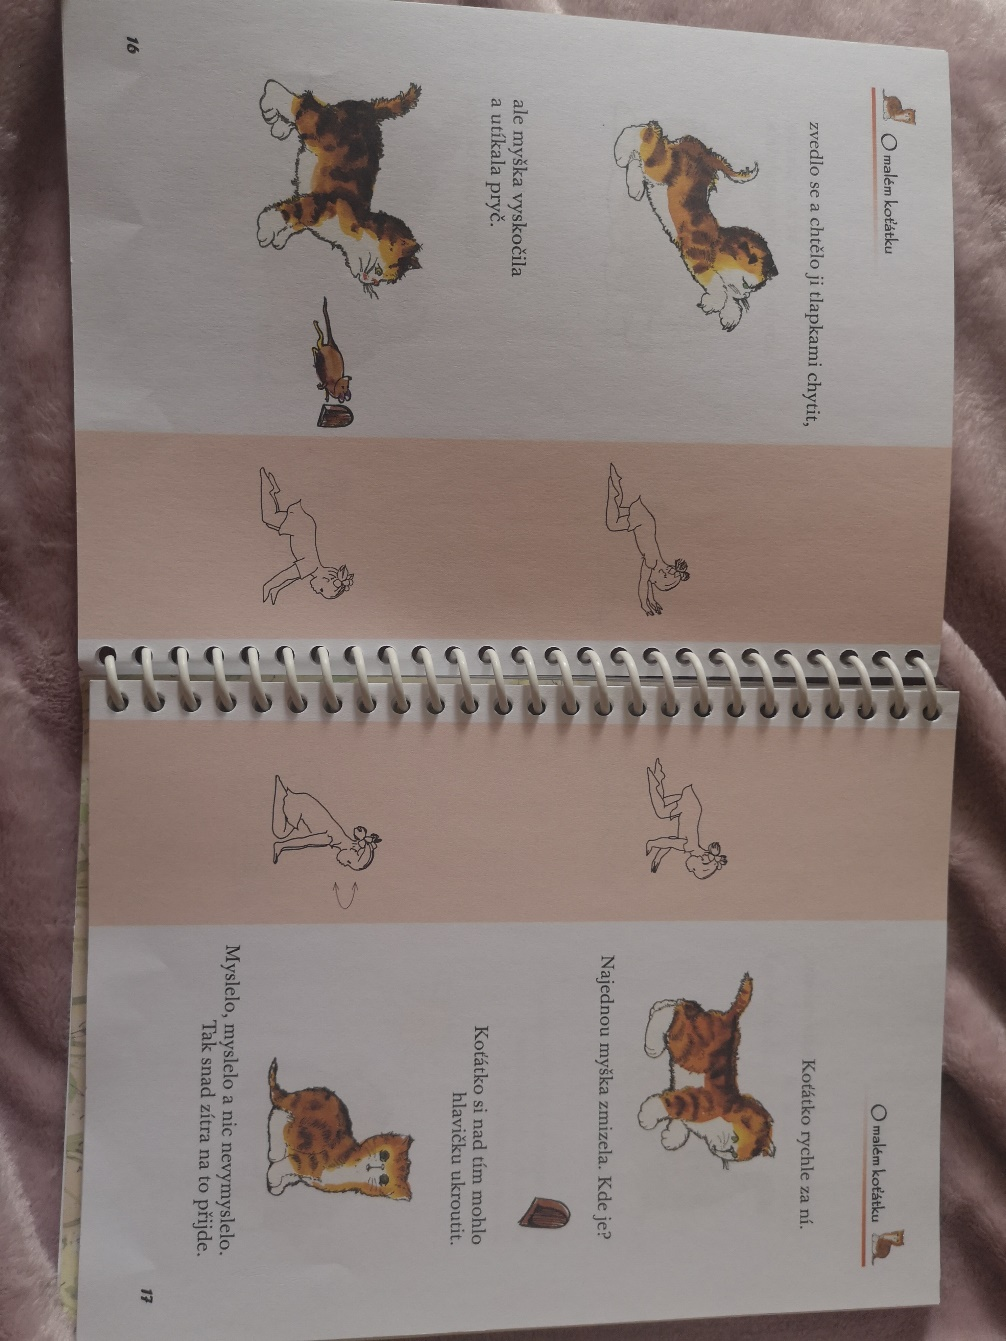 O malém koťátku
zvedlo se a chtělo ji tlapkami chytit,
ale myška vyskočila
a utíkala pryč.
16
O malém koťátku
Koťátko rychle za ní.
Najednou myška zmizela. Kde je?
Koťátko si nad tím mohlo
hlavičku ukroutit.
Myslelo, myslelo a nic nevymyslelo.
Tak snad zítra na to přijde.
17